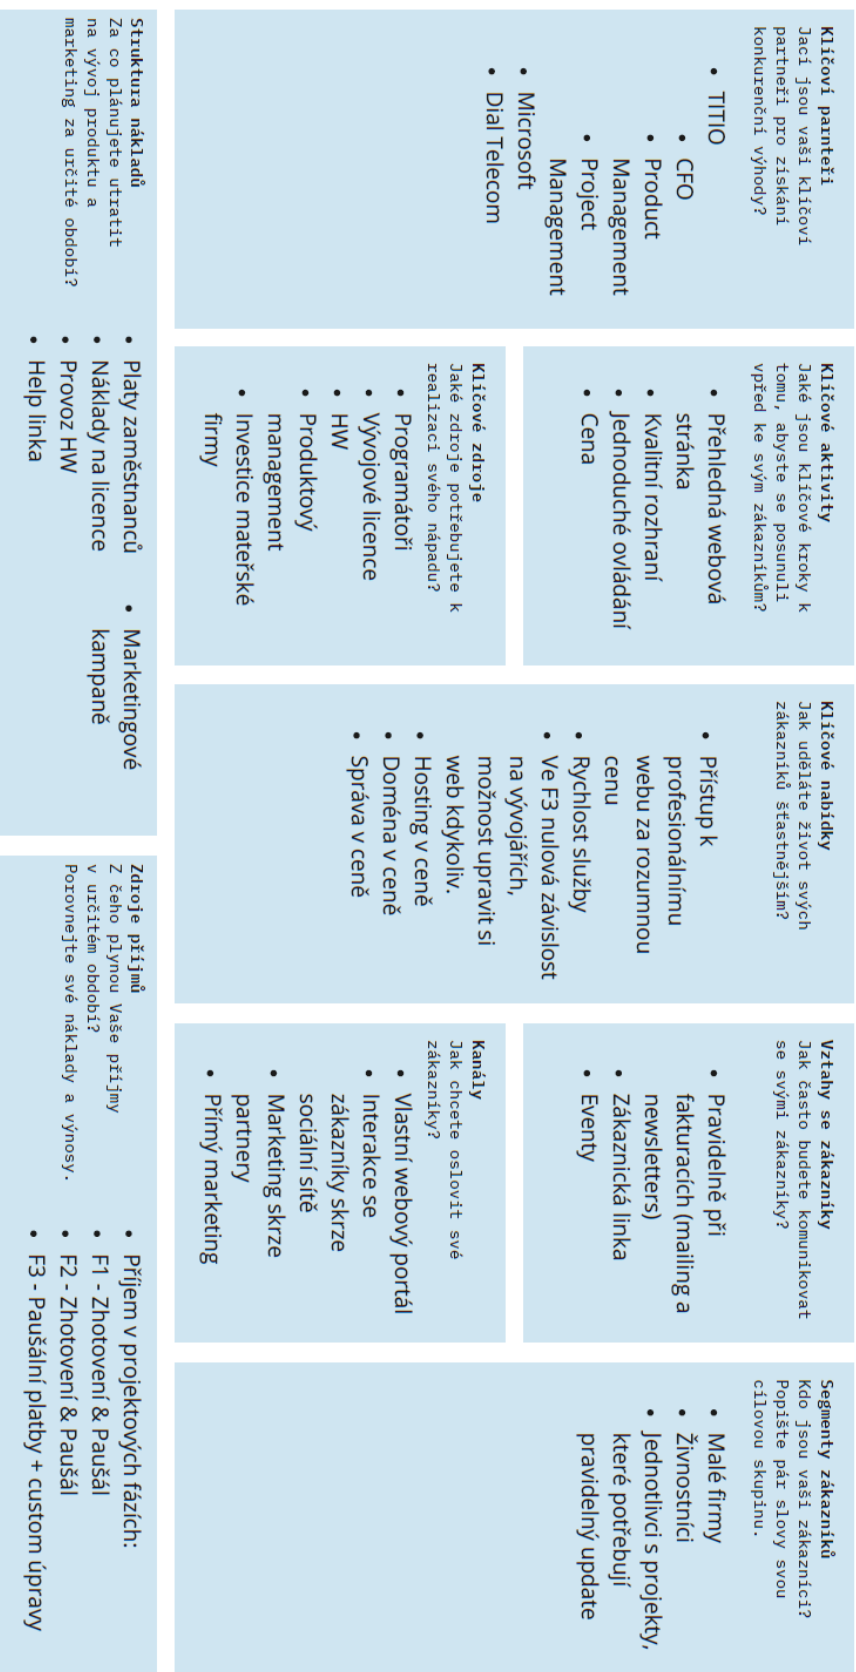 Klíčoví parnteři
Jací jsou vaši klíčoví
partneři pro získání
konkurenční výhody?
• TITIO
• CFO
• Product
Management
• Project
Management
• Microsoft
• Dial Telecom
Klíčové aktivity
Jaké jsou klíčové kroky k
tomu, abyste se posunuli
vpřed ke svým zákazníkům?
• Přehledná webová
stránka
• Kvalitní rozhraní
• Jednoduché ovládání
• Cena
Klíčové zdroje
Jaké zdroje potřebujete k
realizaci svého nápadu?
• Programátoři
• Vývojové licence
• HW
• Produktový
management
• Investice mateřské
firmy
Klíčové nabídky
Jak uděláte život svých
zákazníků šťastnějším?
• Přístup k
profesionálnímu
webu za rozumnou
cenu
• Rychlost služby
• Ve F3 nulová závislost
na vývojářích,
možnost upravit si
web kdykoliv.
• Hosting v ceně
• Doména v ceně
• Správa v ceně
Vztahy se zákazníky
Jak často budete komunikovat
se svými zákazníky?
• Pravidelně při
fakturacích (mailing a
newsletters)
• Zákaznická linka
• Eventy
Kanály
Jak chcete oslovit své
zákazníky?
• Vlastní webový portál
• Interakce se
zákazníky skrze
sociální sítě
• Marketing skrze
partnery
• Přímý marketing
Segmenty zákazníků
Kdo jsou vaši zákazníci?
Popište pár slovy svou
cílovou skupinu.
• Malé firmy
• Živnostníci
• Jednotlivci s projekty,
které potřebují
pravidelný update
Struktura nákladů
Za co plánujete utratit
na vývoj produktu a
marketing za určité období?
• Platy zaměstnanců
• Náklady na licence
• Provoz HW
• Help linka
• Marketingové
kampaně
Zdroje příjmů
Z čeho plynou Vaše příjmy
v určitém období?
Porovnejte své náklady a výnosy.
• Příjem v projektových fázích:
• F1 - Zhotovení & Paušál
• F2 - Zhotovení & Paušál
• F3 - Paušální platby + custom úpravy